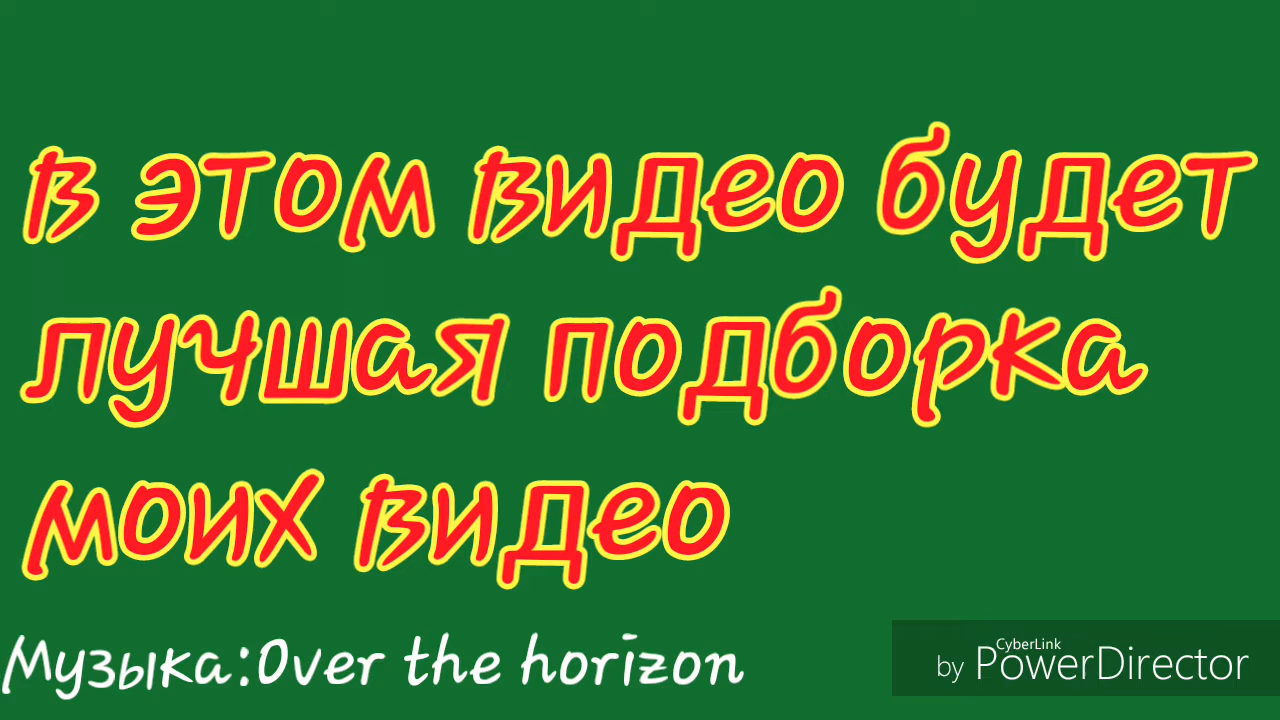 в этом видео будет
лучшая подборка
моих видео
Музыка:Over the horizon
CyberLink
by PowerDirector